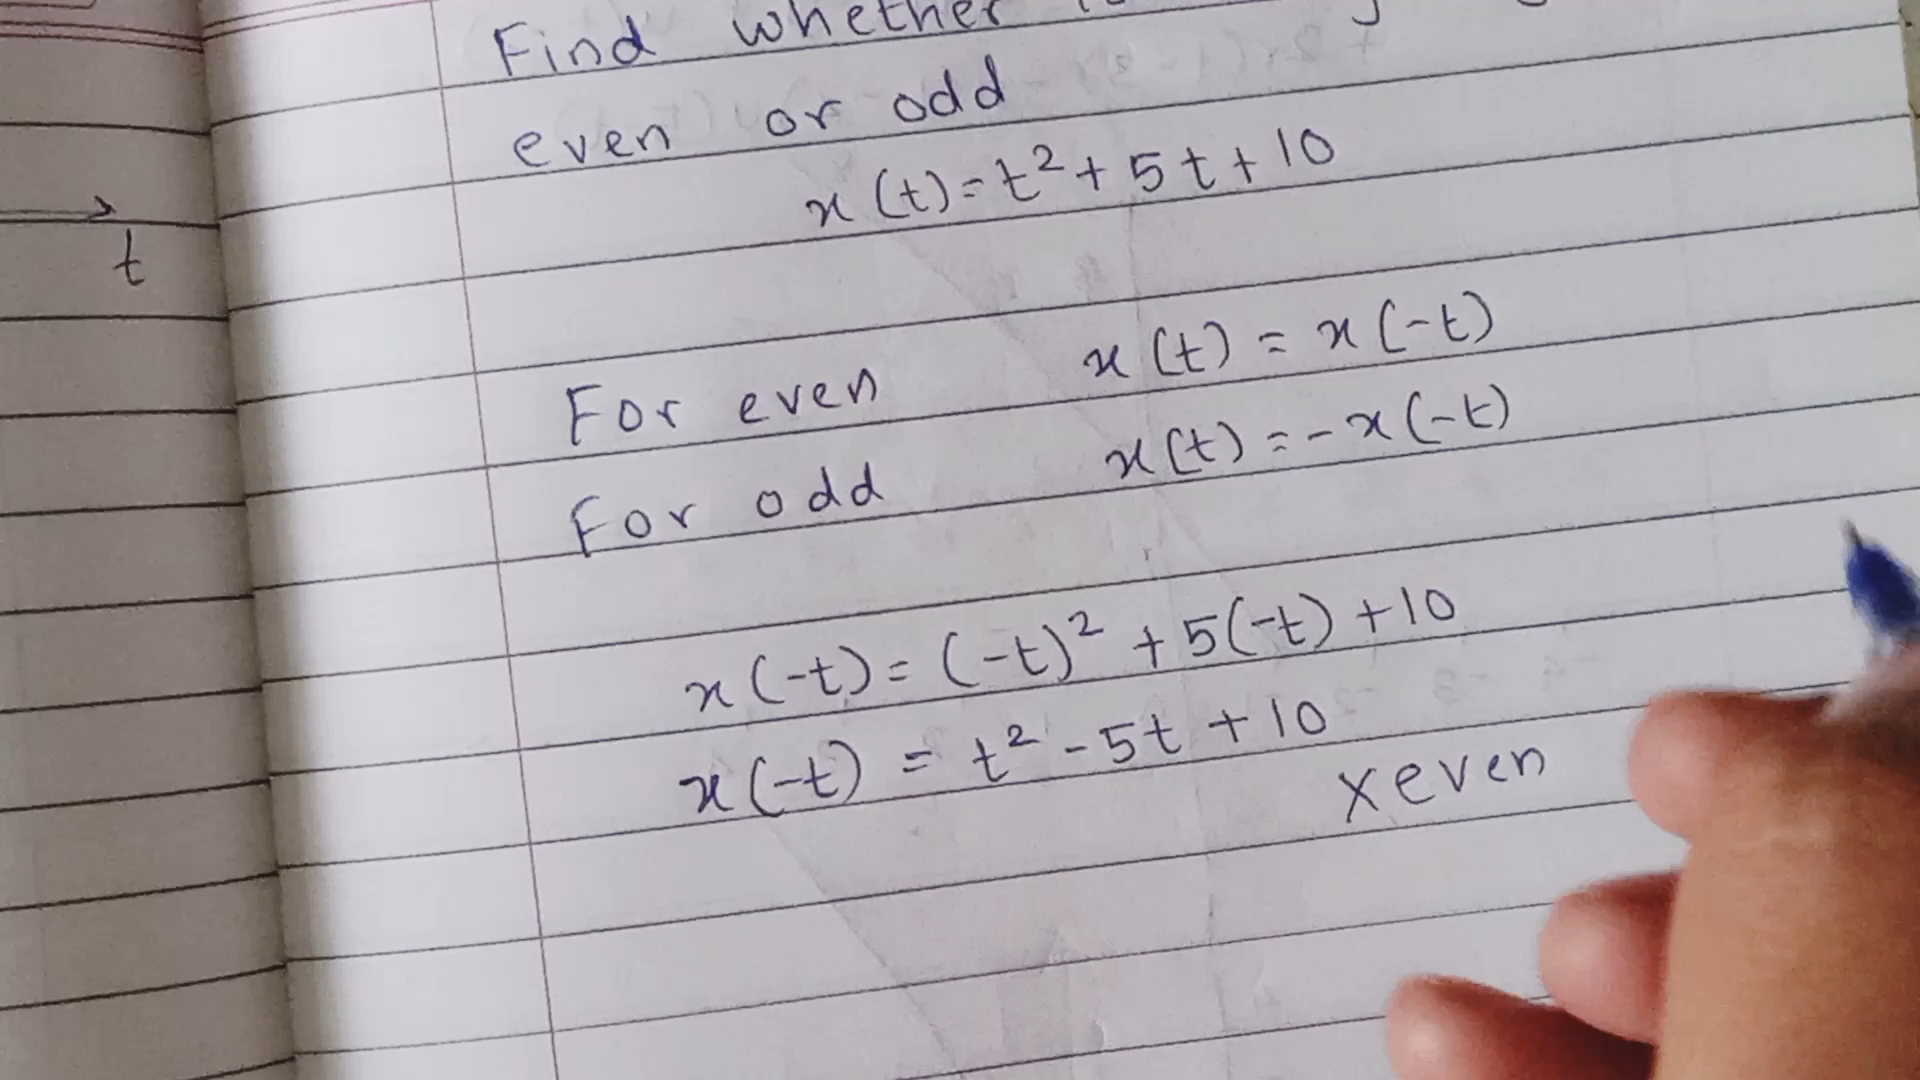 Find whether
even or odd
x(t)=t²+5t+10
t
For even x(t)=x(-t)
For odd x(t)=-x(-t)
x(-t)=(-t)²+5(-t)+10
x(-t)=t²-5t+10
x even